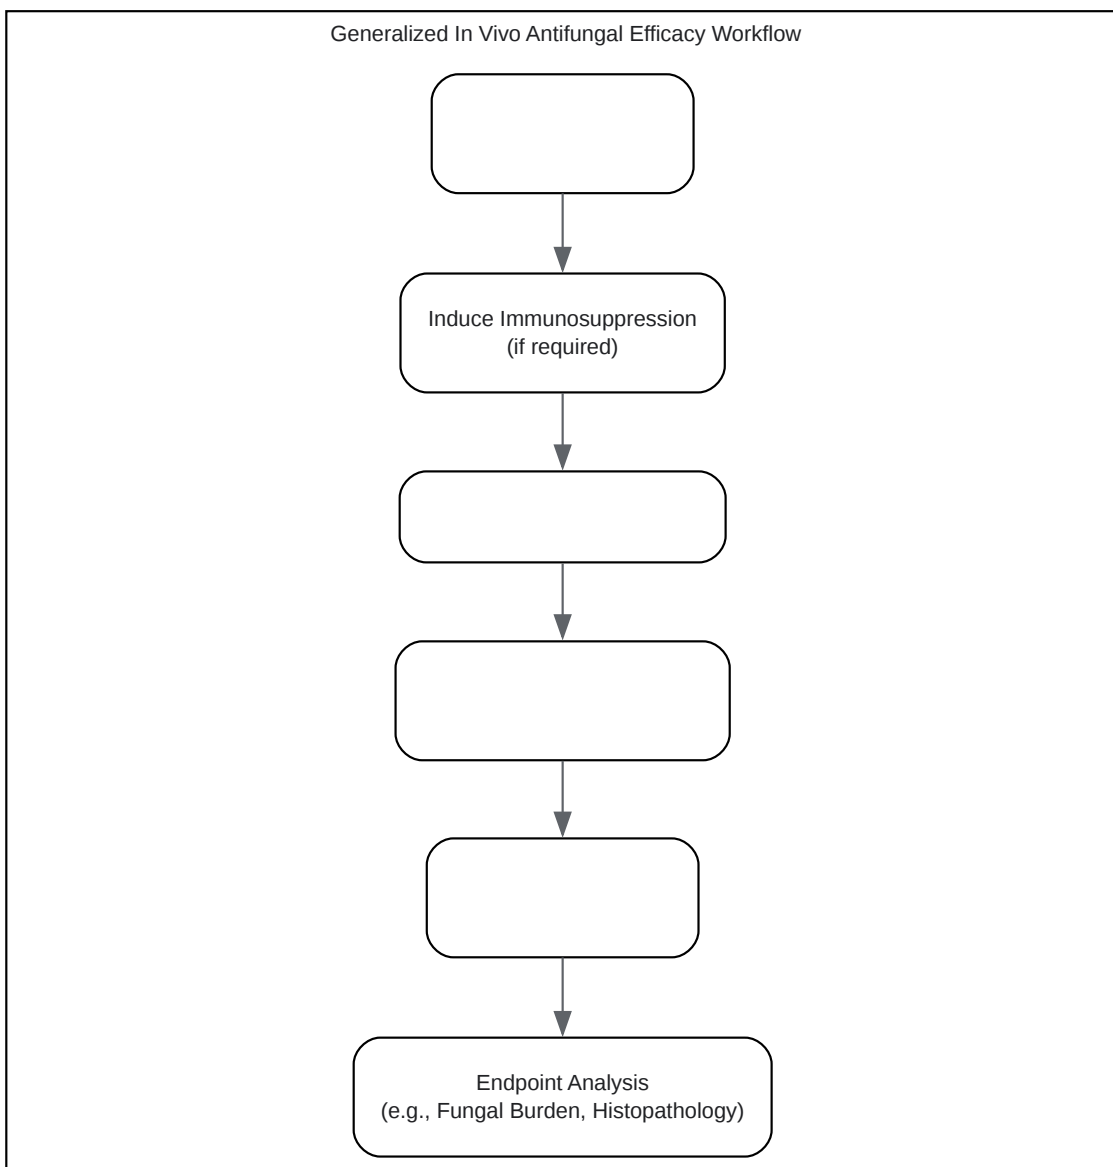 Generalized In Vivo Antifungal Efficacy Workflow
Induce Immunosuppression
(if required)
Endpoint Analysis
(e.g., Fungal Burden, Histopathology)